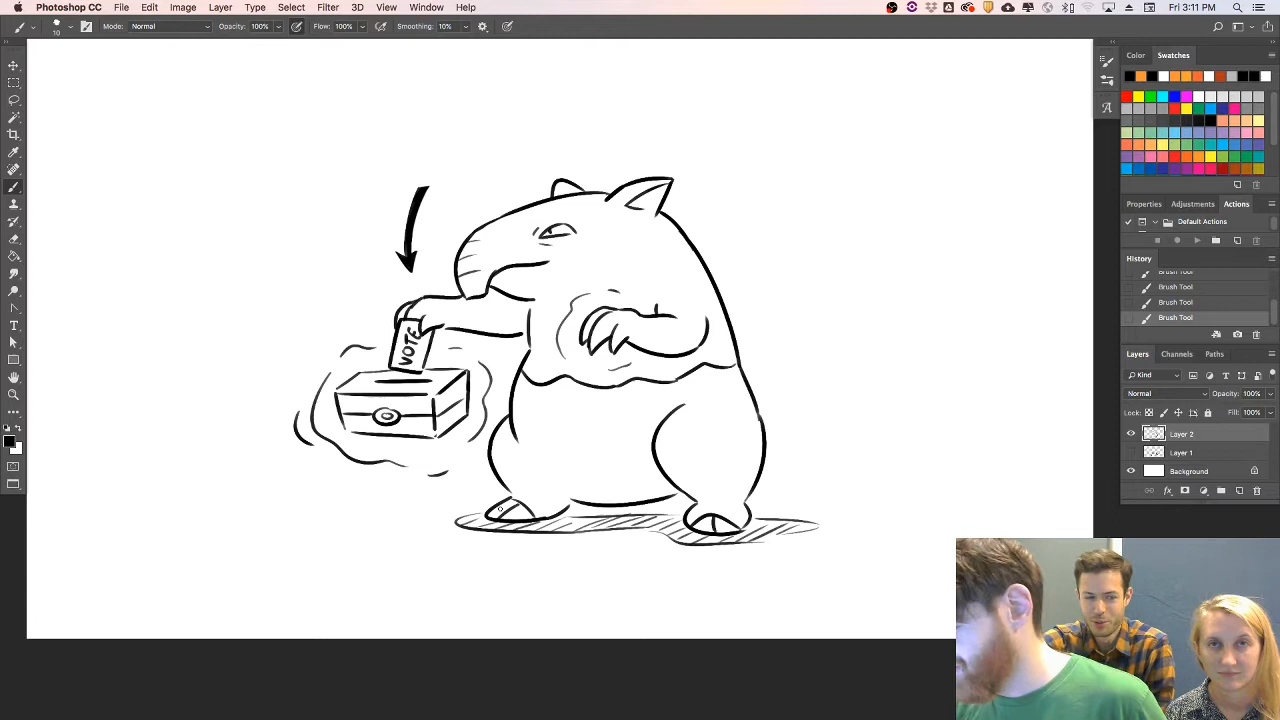 Photoshop CC File Edit Image Layer Type Select Filter 3D View Window Help Fri 3:11 PM
10 Mode: Normal Opacity: 100% Flow: 100% Smoothing: 10%
Color Swatches
Properties Adjustments Actions
Default Actions
History
Brush Tool
Brush Tool
Brush Tool
Brush Tool
Layers Channels Paths
Kind
Normal Opacity: 100%
Lock: Fill: 100%
Layer 2
Layer 1
Background
VOTE